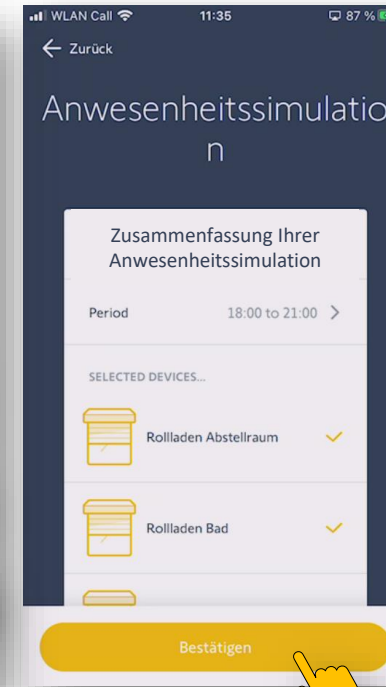 WLAN Call 11:35 87 %
Zurück
Anwesenheitssimulatio
n
Zusammenfassung Ihrer
Anwesenheitssimulation
Period 18:00 to 21:00
SELECTED DEVICES...
Rollladen Abstellraum
Rollladen Bad
Bestätigen